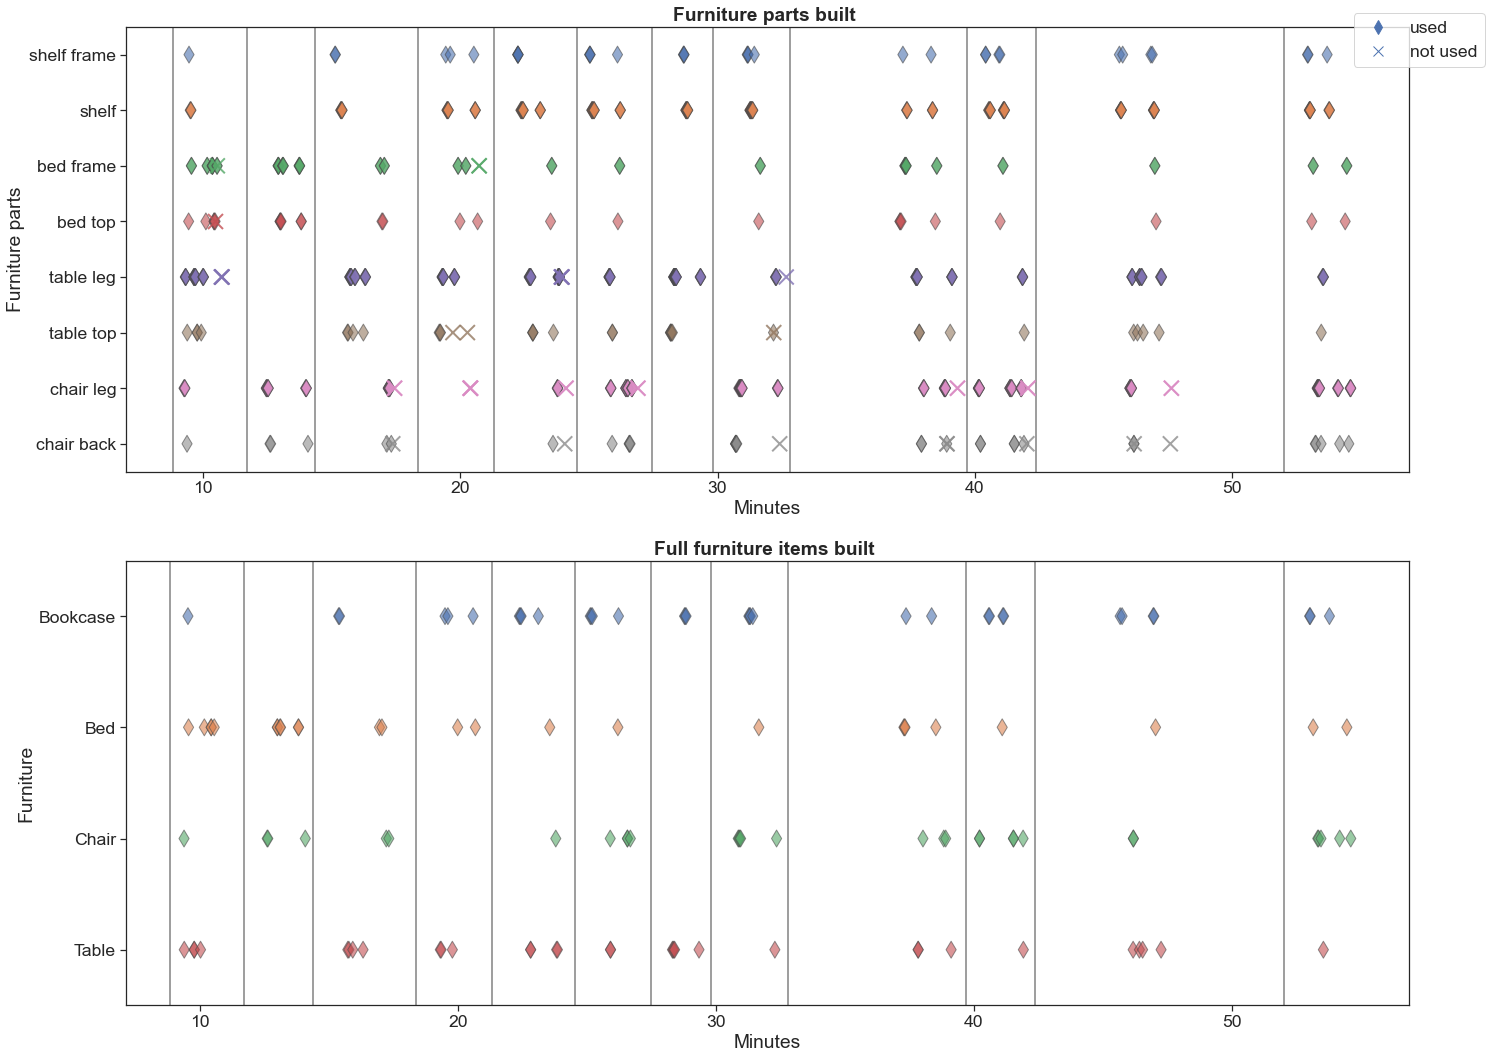 Furniture parts built
used
not used
Furniture parts
shelf frame
shelf
bed frame
bed top
table leg
table top
chair leg
chair back
10 20 30 40 50
Minutes
Full furniture items built
Furniture
Bookcase
Bed
Chair
Table
10 20 30 40 50
Minutes